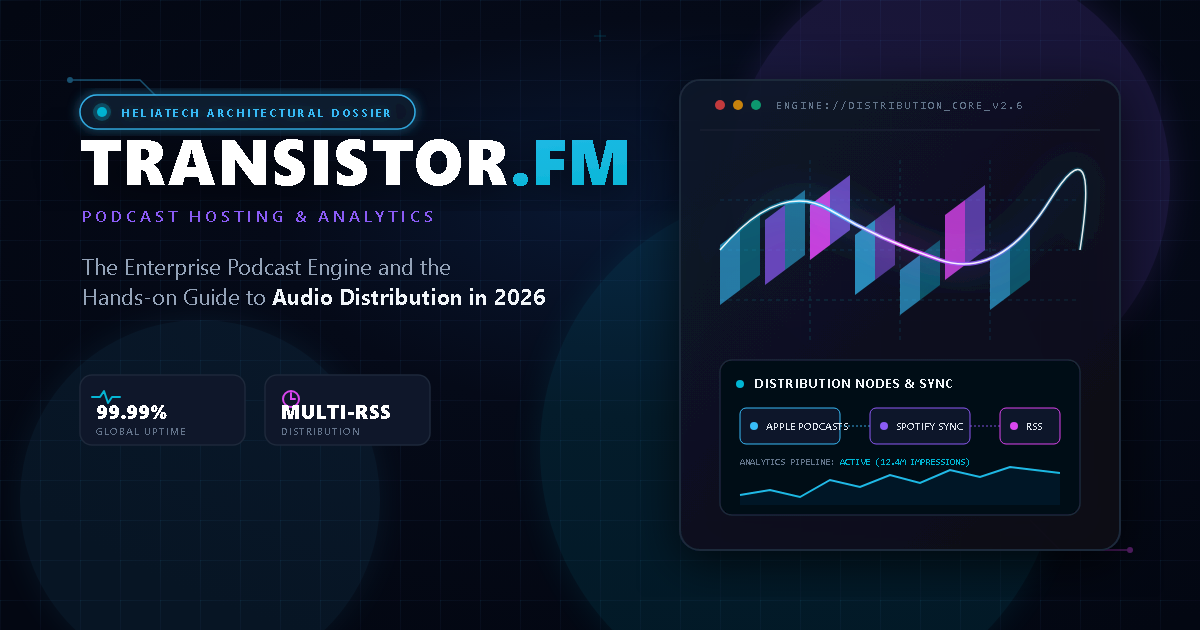 HELIATECH ARCHITECTURAL DOSSIER
TRANSISTOR.FM
PODCAST HOSTING & ANALYTICS
The Enterprise Podcast Engine and the
Hands-on Guide to Audio Distribution in 2026
99.99%
GLOBAL UPTIME
MULTI-RSS
DISTRIBUTION
ENGINE://DISTRIBUTION_CORE_v2.6
DISTRIBUTION NODES & SYNC
APPLE PODCASTS
SPOTIFY SYNC
RSS
ANALYTICS PIPELINE: ACTIVE (12.4M IMPRESSIONS)